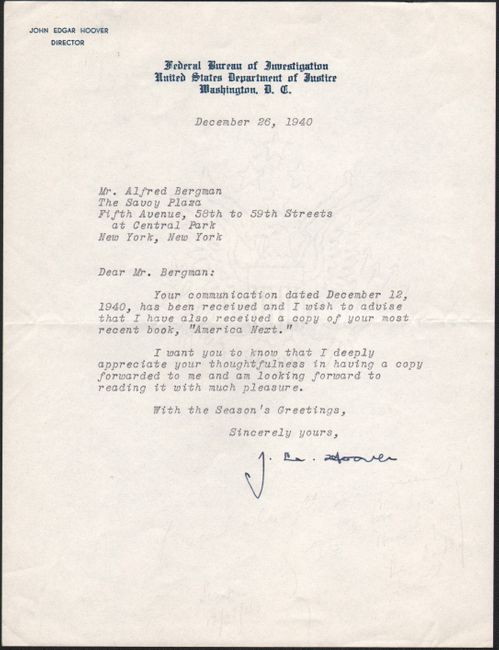 JOHN EDGAR HOOVER
DIRECTOR
Federal Bureau of Investigation
United States Department of Justice
Washington, D. C.
December 26, 1940
Mr. Alfred Bergman
The Savoy Plaza
Fifth Avenue, 58th to 59th Streets
at Central Park
New York, New York
Dear Mr. Bergman:
Your communication dated December 12,
1940, has been received and I wish to advise
that I have also received a copy of your most
recent book, "America Next."
I want you to know that I deeply
appreciate your thoughtfulness in having a copy
forwarded to me and am looking forward to
reading it with much pleasure.
With the Season's Greetings,
Sincerely yours,
J. E. Hoover